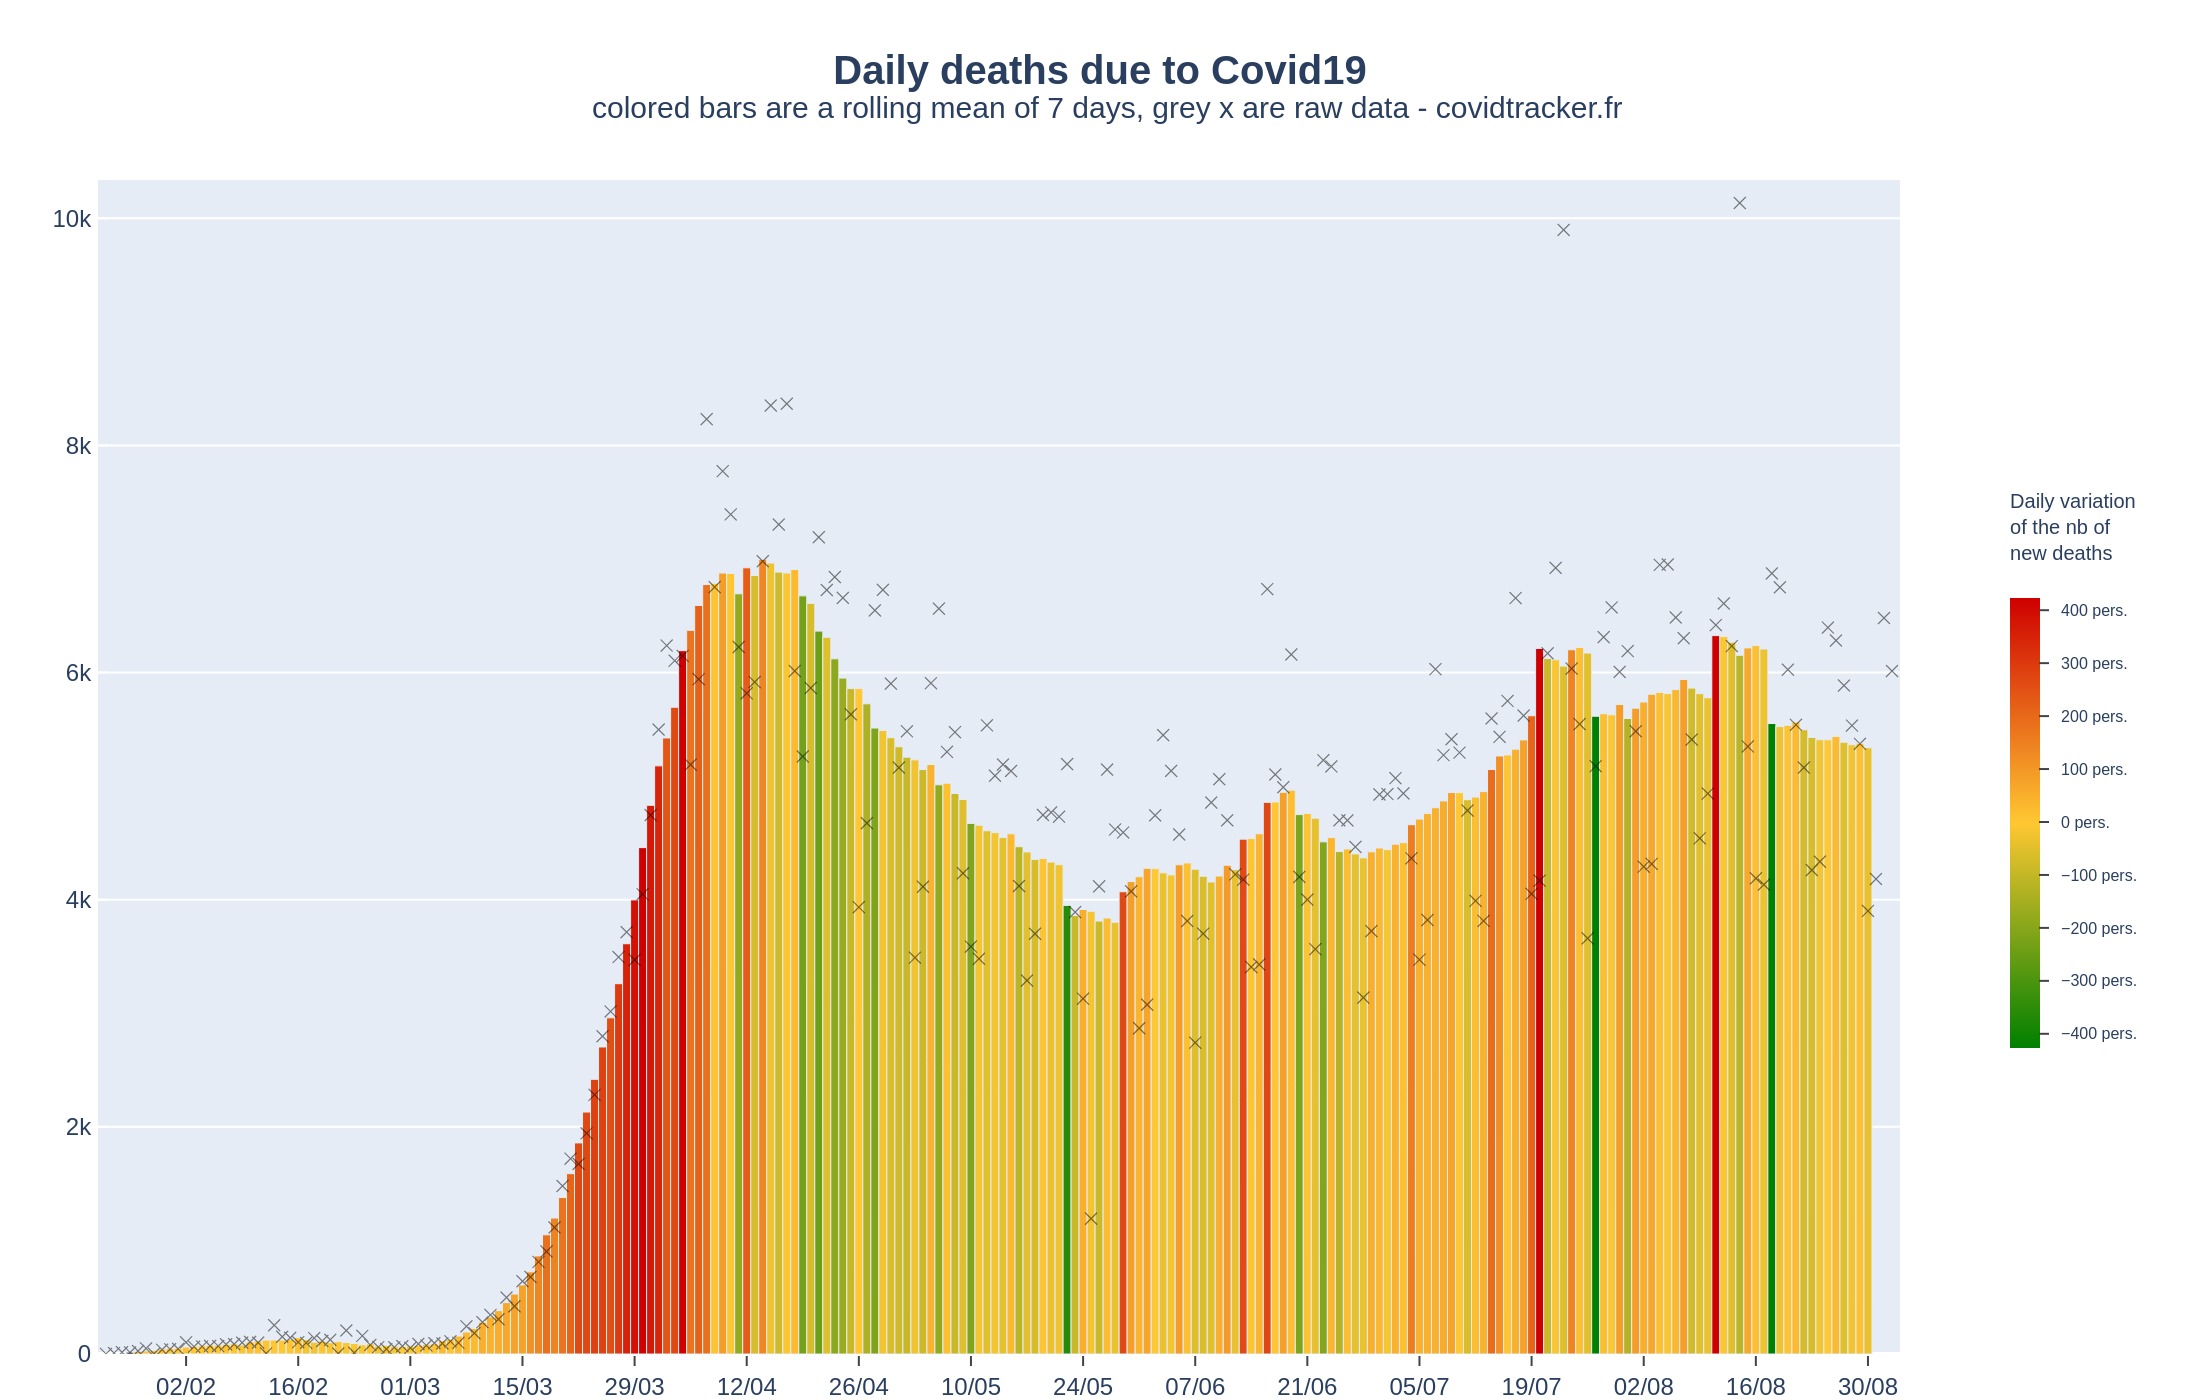 Daily deaths due to Covid19
colored bars are a rolling mean of 7 days, grey x are raw data - covidtracker.fr
10k
8k
6k
4k
2k
0
02/02 16/02 01/03 15/03 29/03 12/04 26/04 10/05 24/05 07/06 21/06 05/07 19/07 02/08 16/08 30/08
Daily variation
of the nb of
new deaths
400 pers.
300 pers.
200 pers.
100 pers.
0 pers.
−100 pers.
−200 pers.
−300 pers.
−400 pers.